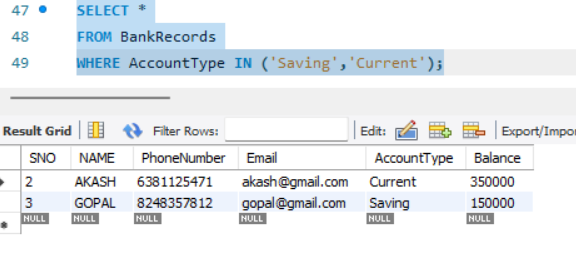 47 SELECT *
48 FROM BankRecords
49 WHERE AccountType IN ('Saving','Current');
Result Grid Filter Rows: Edit: Export/Impor
SNO NAME PhoneNumber Email AccountType Balance
2 AKASH 6381125471 akash@gmail.com Current 350000
3 GOPAL 8248357812 gopal@gmail.com Saving 150000
NULL NULL NULL NULL NULL NULL